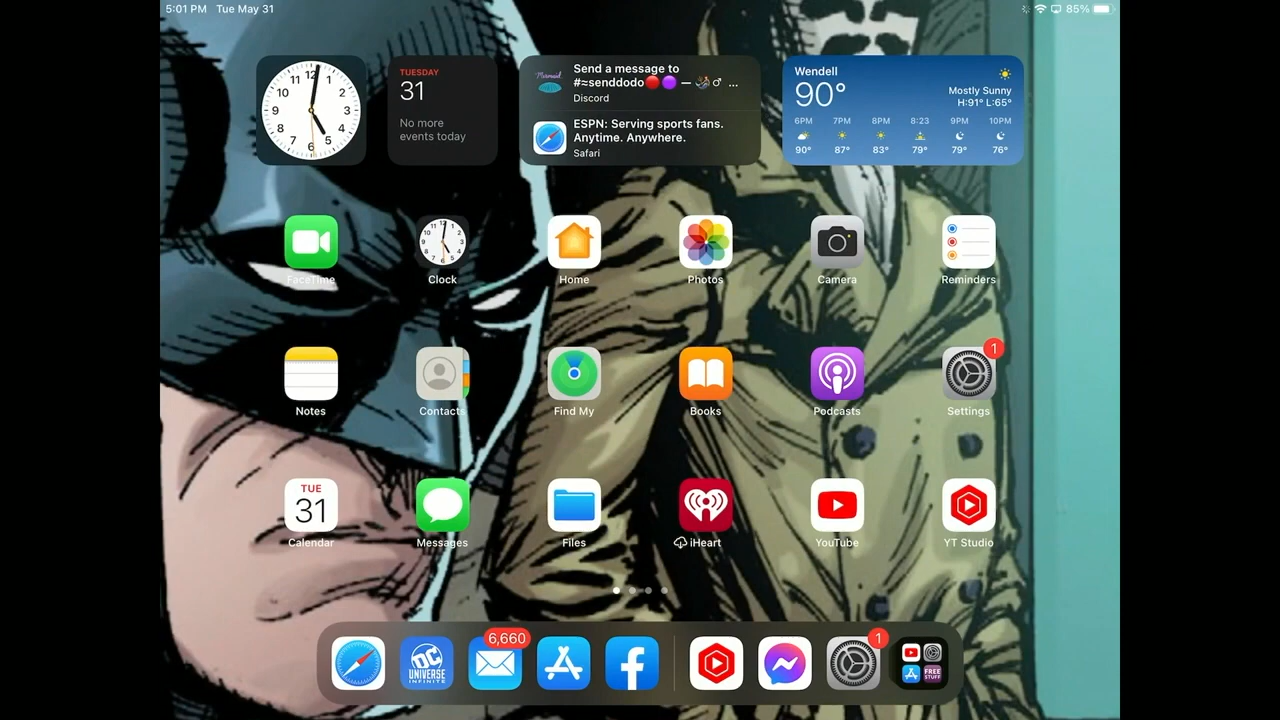 5:01 PM Tue May 31
85%
12
11 1
10 2
9 3
8 4
7 5
6
TUESDAY
31
No more
events today
Send a message to
#≈senddodo🔴🟣 — ...
Discord
ESPN: Serving sports fans.
Anytime. Anywhere.
Safari
Wendell
90°
Mostly Sunny
H:91° L:65°
6PM 7PM 8PM 8:23 9PM 10PM
90° 87° 83° 79° 79° 76°
FaceTime Clock Home Photos Camera Reminders
1
Notes Contacts Find My Books Podcasts Settings
TUE
31
Calendar Messages Files iHeart YouTube YT Studio
DC
UNIVERSE
INFINITE
6,660
1
FREE
STUFF